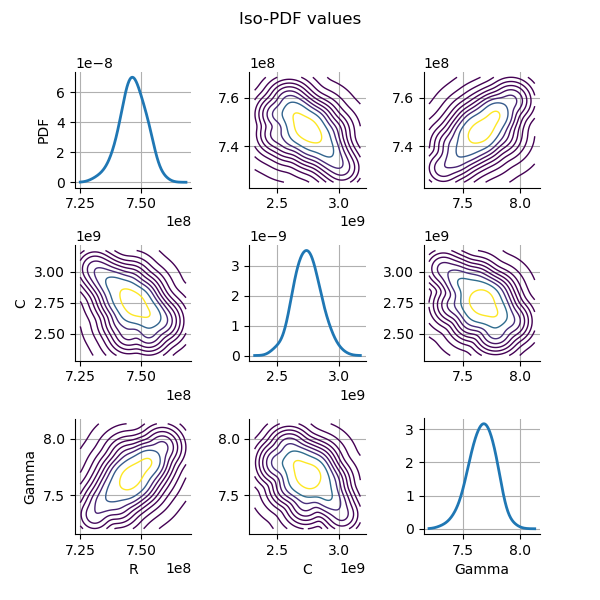 Iso-PDF values
1e−8 1e8 1e8
PDF
6 4 2 0
7.6 7.4
7.6 7.4
7.25 7.50 1e8
2.5 3.0 1e9
7.5 8.0
1e9 1e−9 1e9
C
3.00 2.75 2.50
3 2 1 0
3.00 2.75 2.50
7.25 7.50 1e8
2.5 3.0 1e9
7.5 8.0
Gamma
8.0 7.5
8.0 7.5
3 2 1 0
7.25 7.50 1e8
2.5 3.0 1e9
7.5 8.0
R C Gamma